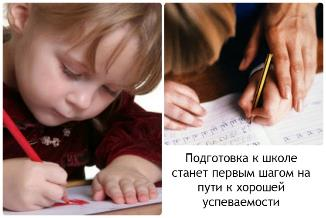 Подготовка к школе
станет первым шагом на
пути к хорошей
успеваемости